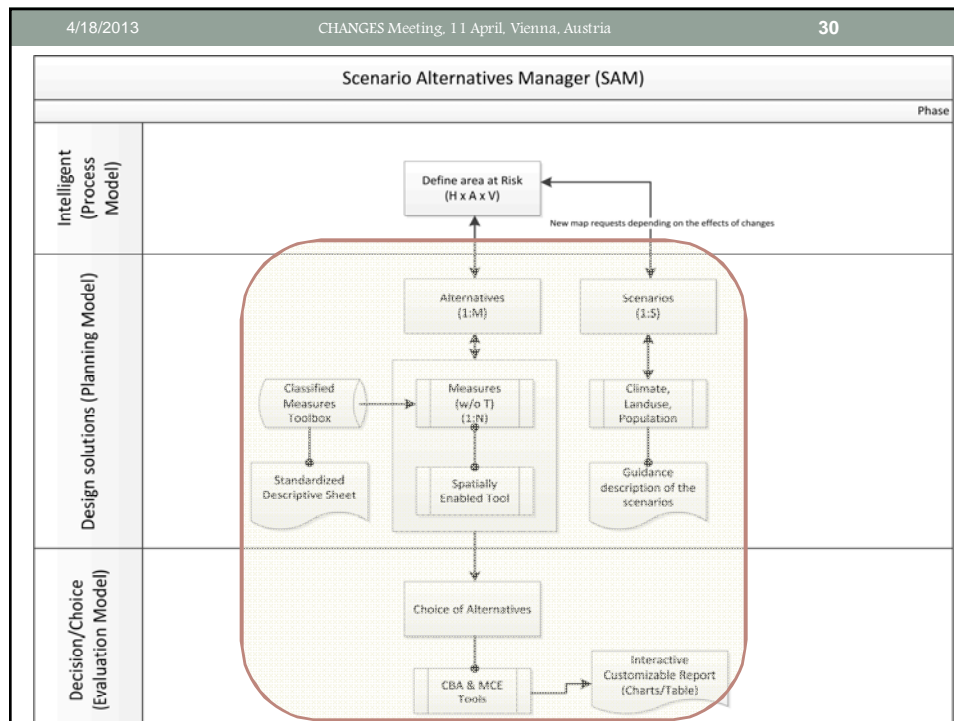 4/18/2013 CHANGES Meeting, 11 April, Vienna, Austria 30
Scenario Alternatives Manager (SAM)
Phase
Intelligent
(Process
Model)
Define area at Risk
(H x A x V)
New map requests depending on the effects of changes
Design solutions (Planning Model)
Alternatives
(1:M)
Scenarios
(1:S)
Classified
Measures
Toolbox
Measures
(w/o T)
(1:N)
Climate,
Landuse,
Population
Standardized
Descriptive Sheet
Spatially
Enabled Tool
Guidance
description of the
scenarios
Decision/Choice
(Evaluation Model)
Choice of Alternatives
CBA & MCE
Tools
Interactive
Customizable Report
(Charts/Table)